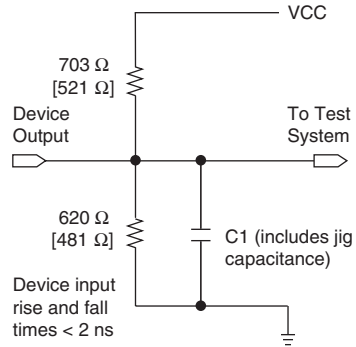 VCC
703 Ω
[521 Ω]
Device
Output
To Test
System
620 Ω
[481 Ω]
C1 (includes jig
capacitance)
Device input
rise and fall
times < 2 ns